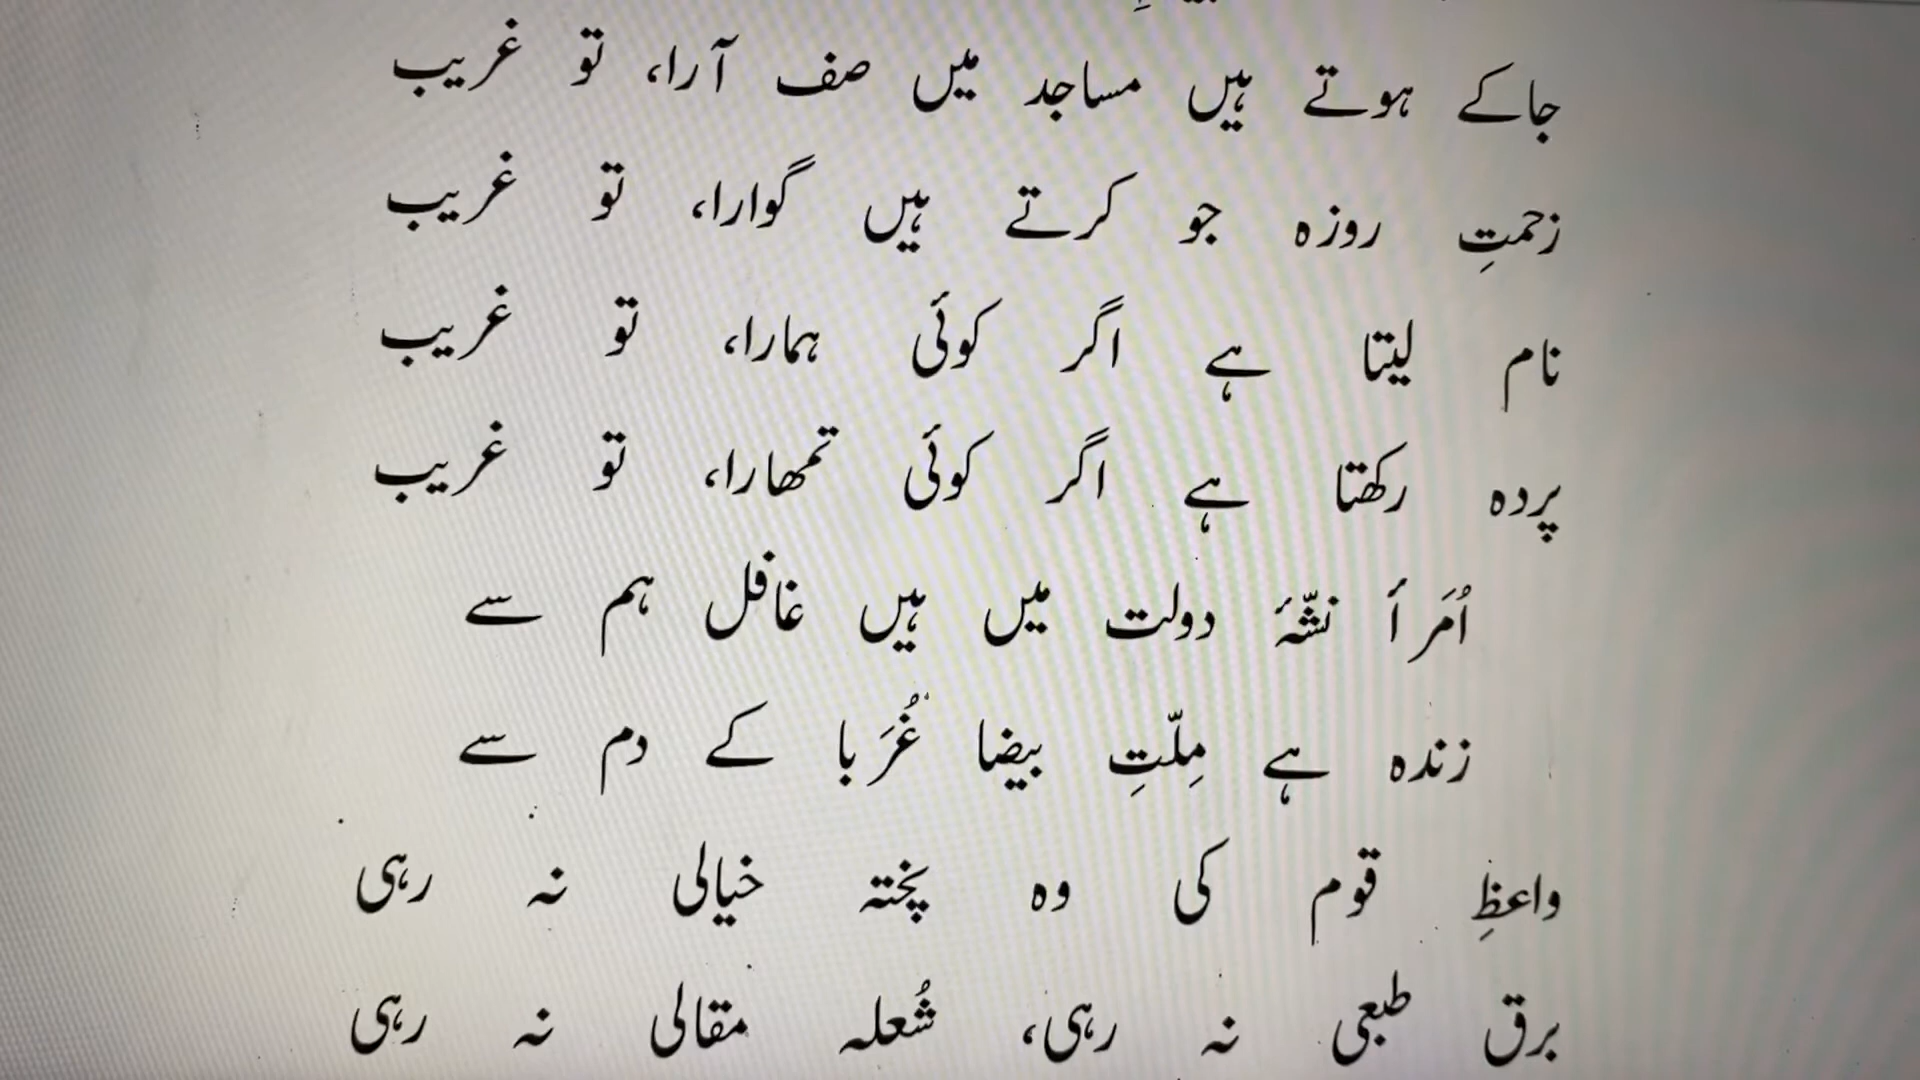 جاکے ہوتے ہیں مساجد میں صف آرا، تو غریب
زحمتِ روزہ جو کرتے ہیں گوارا، تو غریب
نام لیتا ہے اگر کوئی ہمارا، تو غریب
پردہ رکھتا ہے اگر کوئی تمھارا، تو غریب
اُمَرأ نشّۂ دولت میں ہیں غافل ہم سے
زندہ ہے مِلّتِ بیضا غُرَبا کے دم سے
واعظِ قوم کی وہ پختہ خیالی نہ رہی
برق طبعی نہ رہی، شُعلہ مقالی نہ رہی